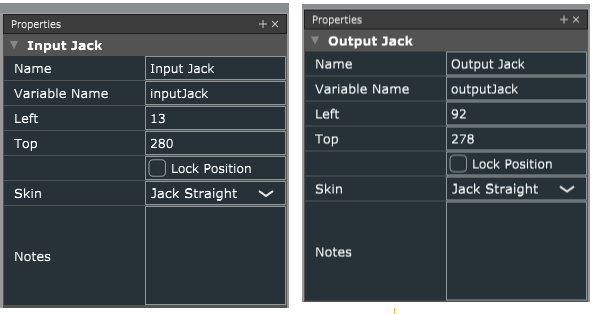 Properties
Input Jack
Name Input Jack
Variable Name inputJack
Left 13
Top 280
Lock Position
Skin Jack Straight
Notes
Properties
Output Jack
Name Output Jack
Variable Name outputJack
Left 92
Top 278
Lock Position
Skin Jack Straight
Notes